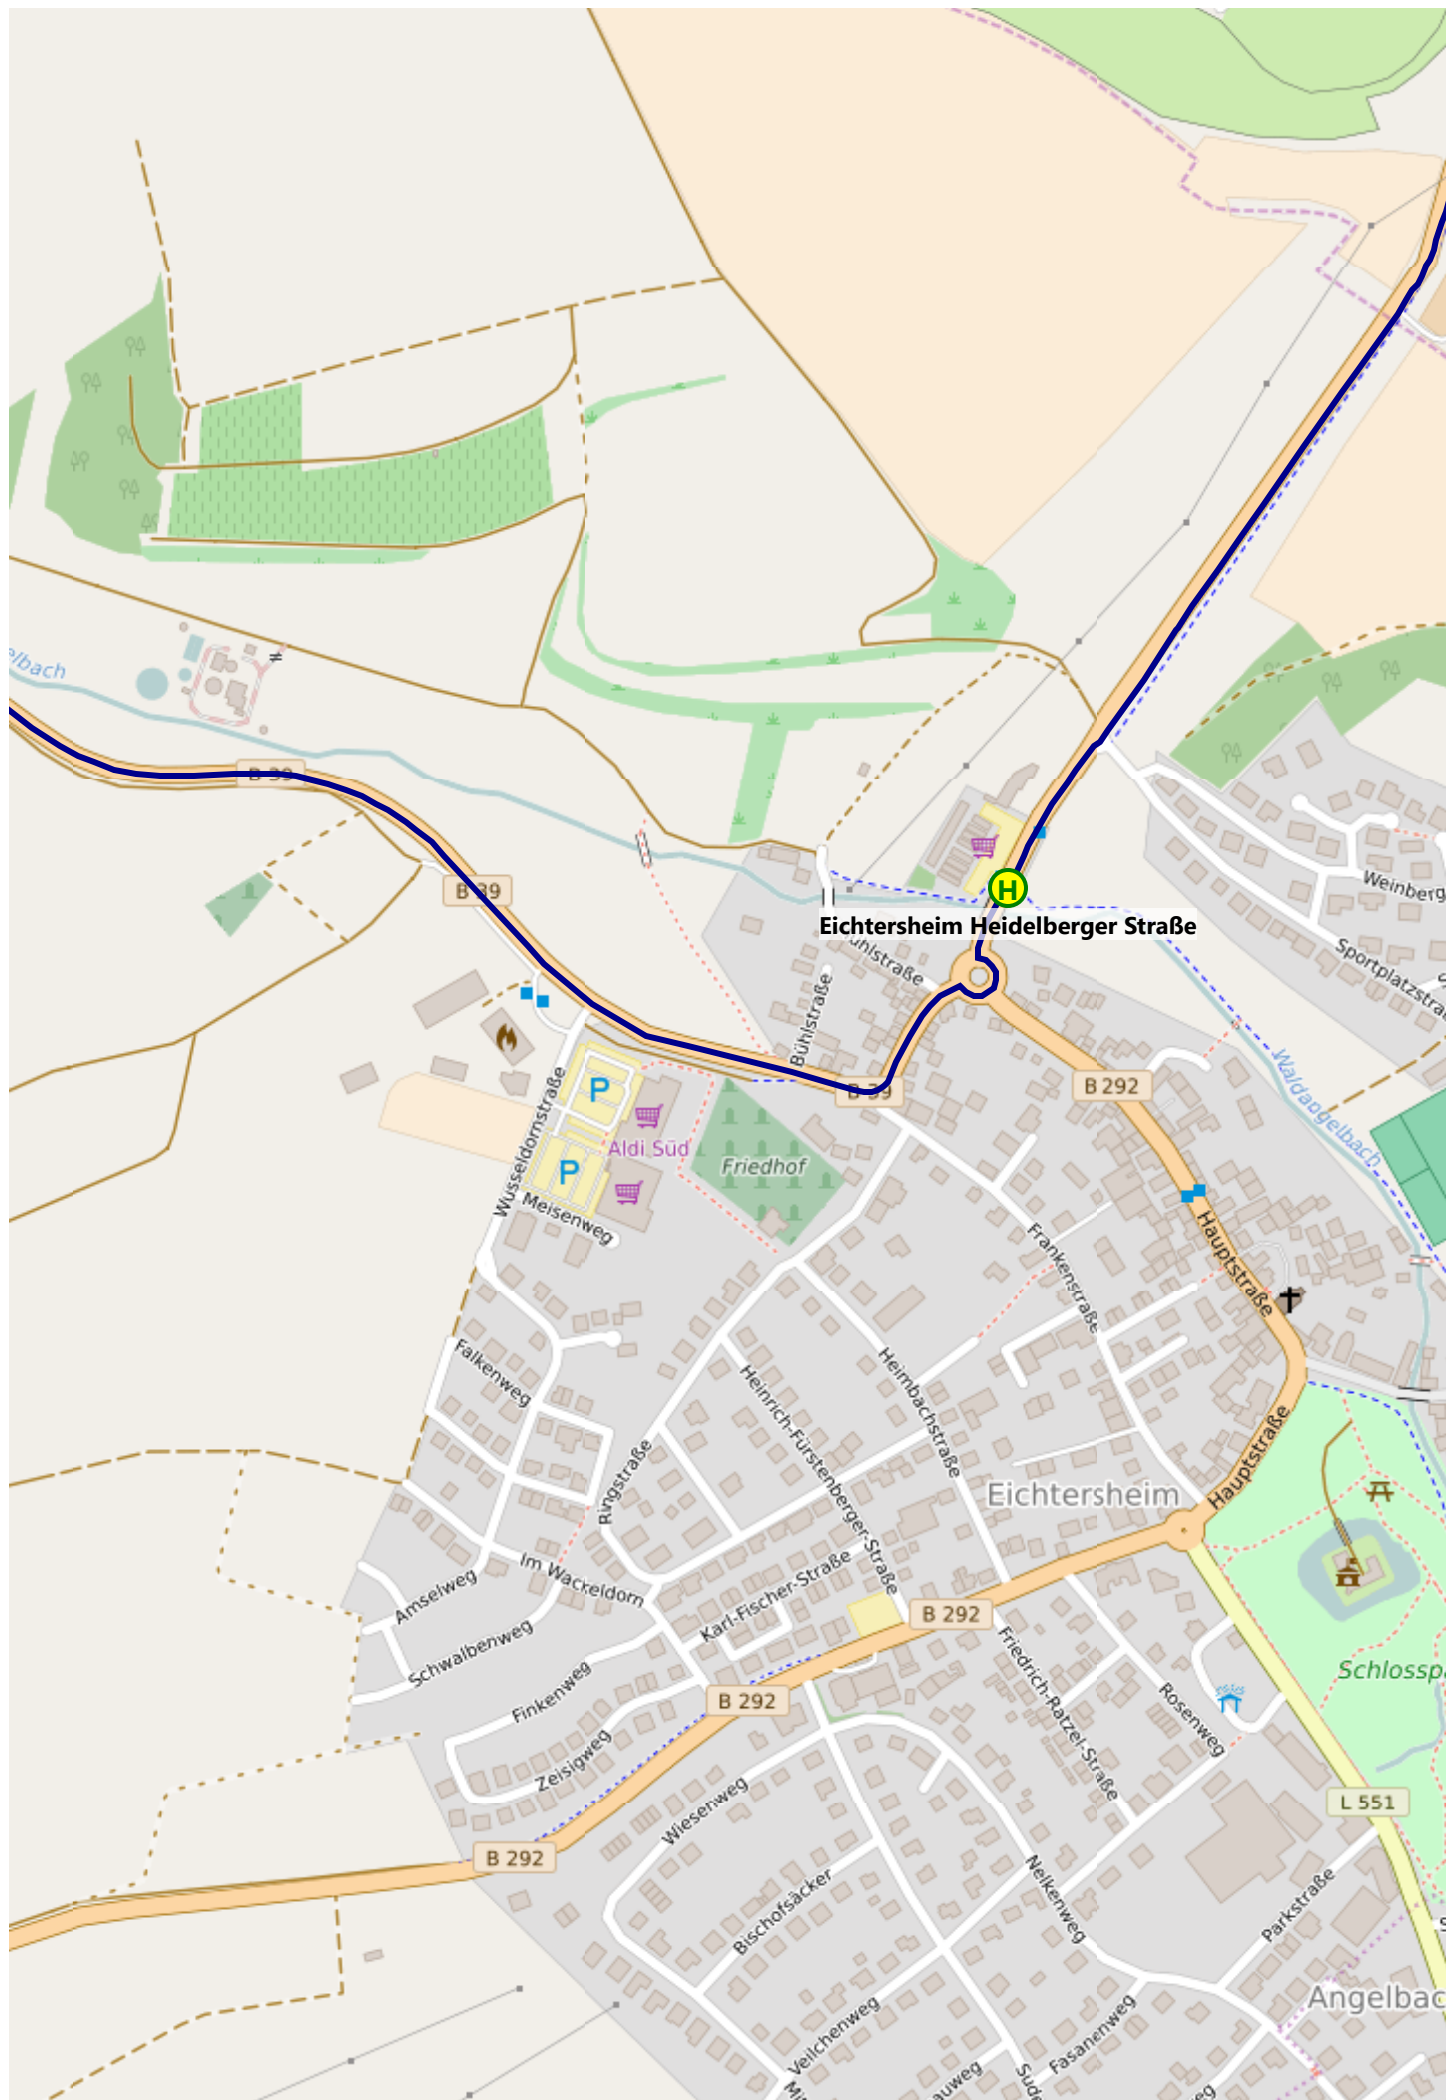 B 39
B 39
Eichtersheim Heidelberger Straße
Weinberg
Sportplatzstra
Bühlstraße
B 39
B 292
Waldangelbach
Wusseldornstraße
P
Aldi Süd
P
Friedhof
Meisenweg
Hauptstraße
Frankenstraße
Falkenweg
Heimbachstraße
Heinrich-Fürstenberger-Straße
Hauptstraße
Ringstraße
Eichtersheim
Im Wackeldorn
Amselweg
Karl-Fischer-Straße
B 292
Schwalbenweg
Friedrich-Ratzel-Straße
Schlosspa
Finkenweg
Rosenweg
B 292
Zeisigweg
Wiesenweg
L 551
B 292
Nelkenweg
Parkstraße
Bischofsäcker
Angelbac
Veilchenweg
Fasanenweg
H
elbach